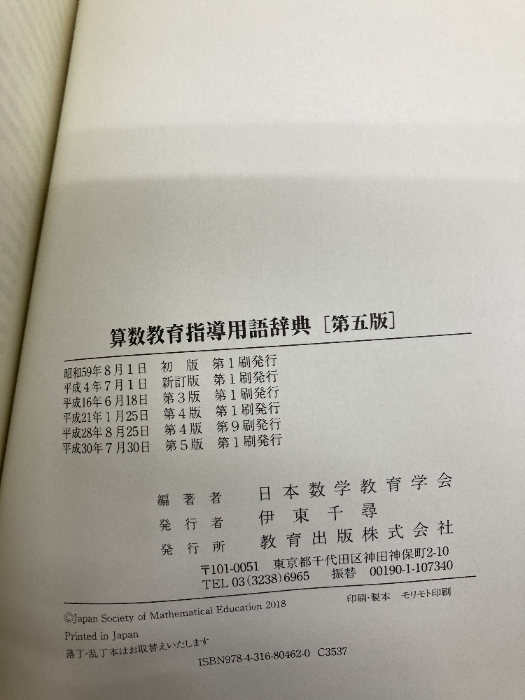 算数教育指導用語辞典［第五版］
昭和59年8月1日 初 版 第1刷発行
平成4年7月1日 新訂版 第1刷発行
平成16年6月18日 第3版 第1刷発行
平成21年1月25日 第4版 第1刷発行
平成28年8月25日 第4版 第9刷発行
平成30年7月30日 第5版 第1刷発行
編著者 日本数学教育学会
発行者 伊東千尋
発行所 教育出版株式会社
〒101-0051 東京都千代田区神田神保町2-10
TEL 03(3238)6965 振替 00190-1-107340
©Japan Society of Mathematical Education 2018
印刷・製本 モリモト印刷
Printed in Japan
落丁・乱丁本はお取替えいたします
ISBN978-4-316-80462-0 C3537